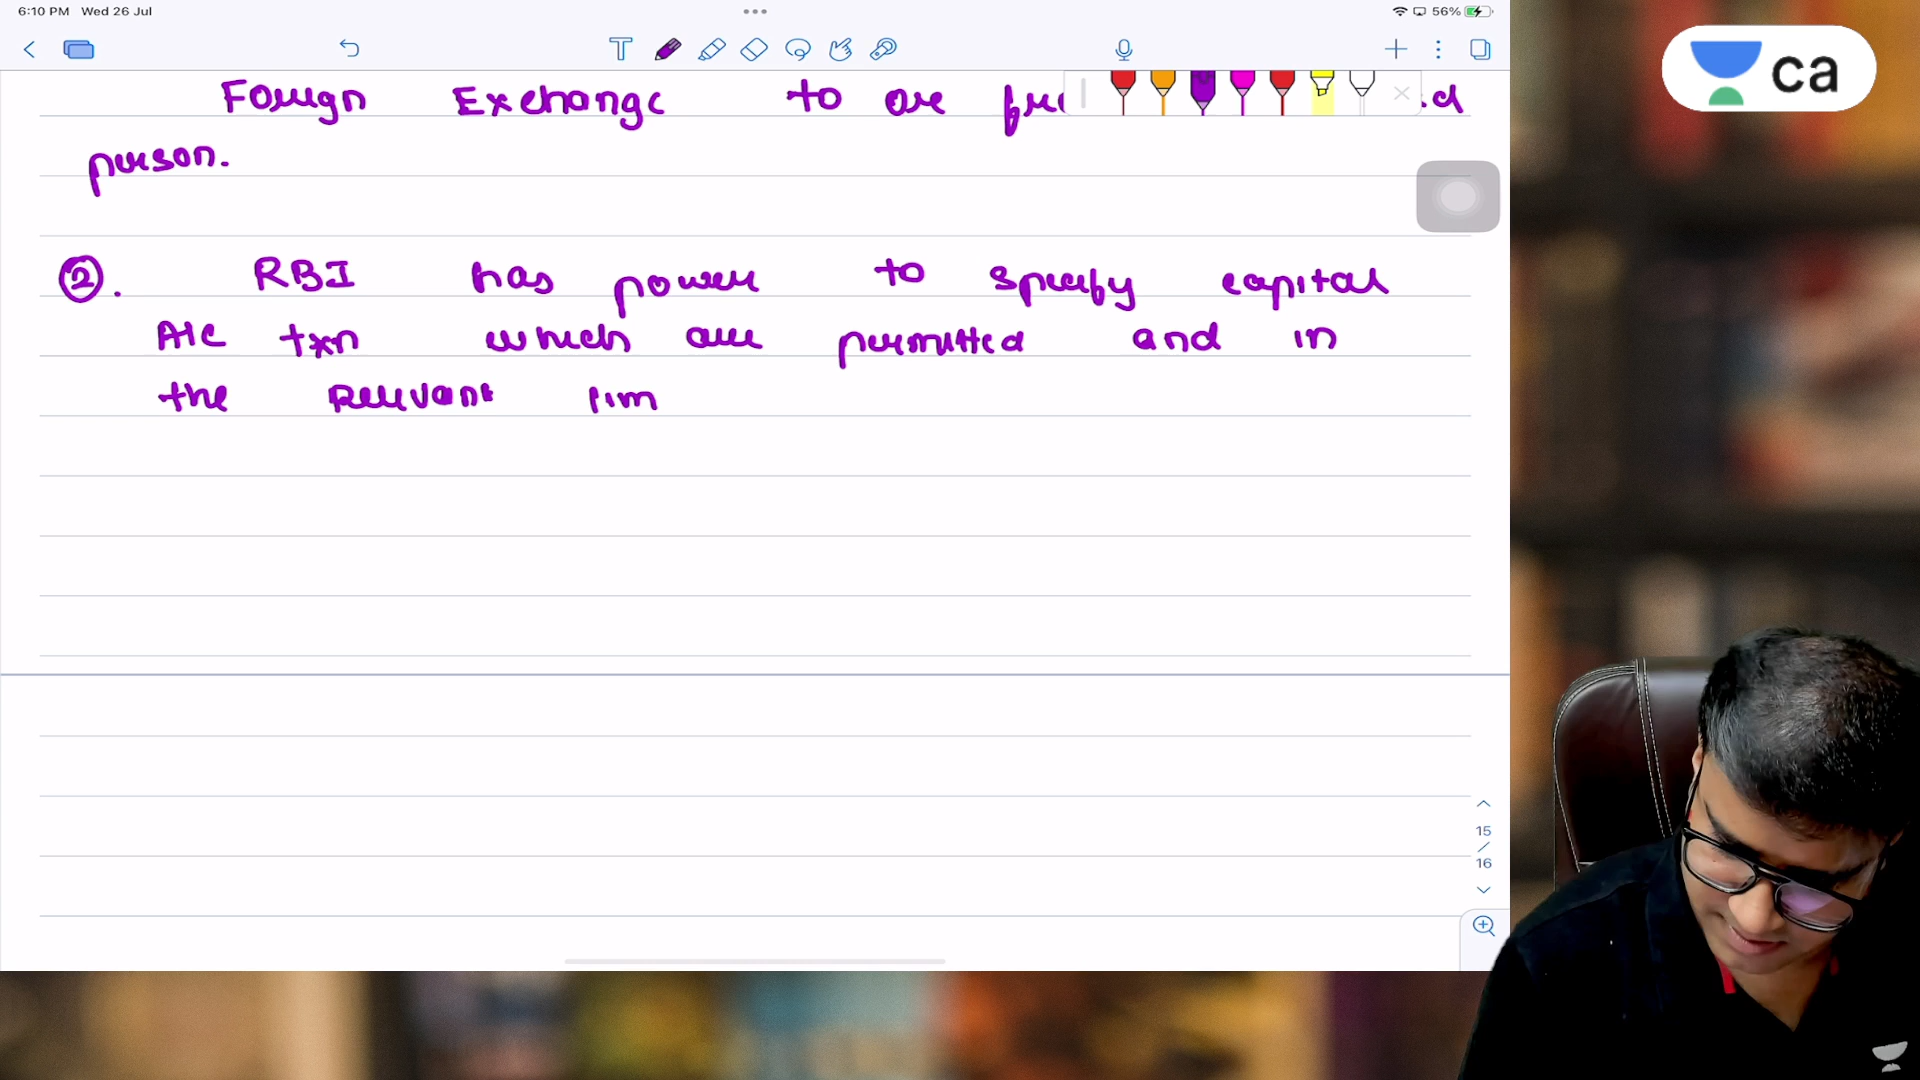 6:10 PM Wed 26 Jul
56%
ca
Foreign Exchange to or
person.
②. RBI has power to specify capital
A/c txn which are permitted and in
the Relevant lim
15
16